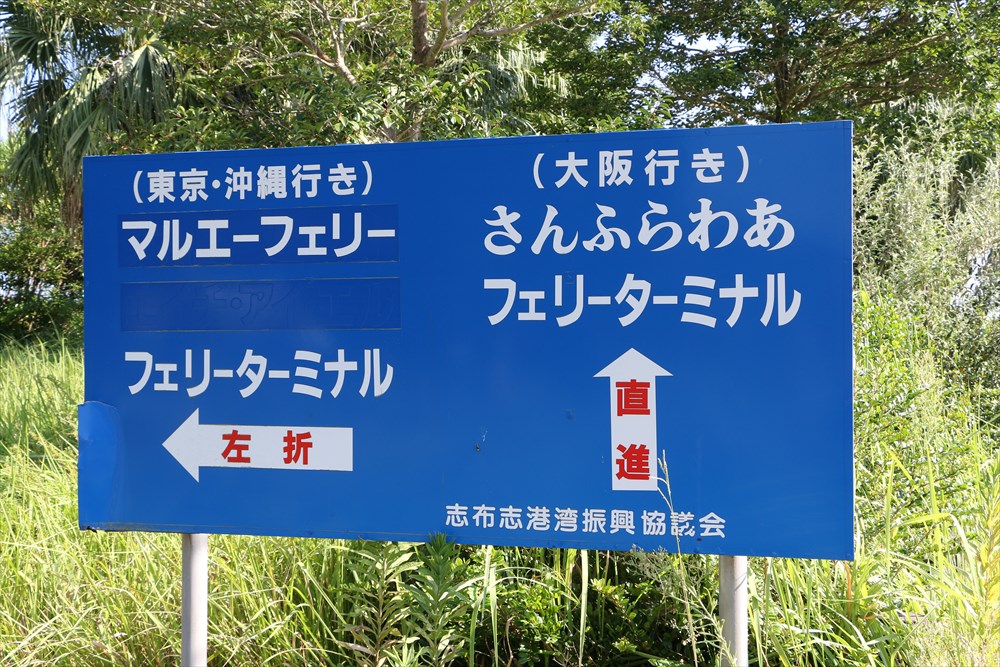 (東京・沖縄行き)
マルエーフェリー
フェリーターミナル
左折
(大阪行き)
さんふらわあ
フェリーターミナル
直進
志布志港湾振興協議会